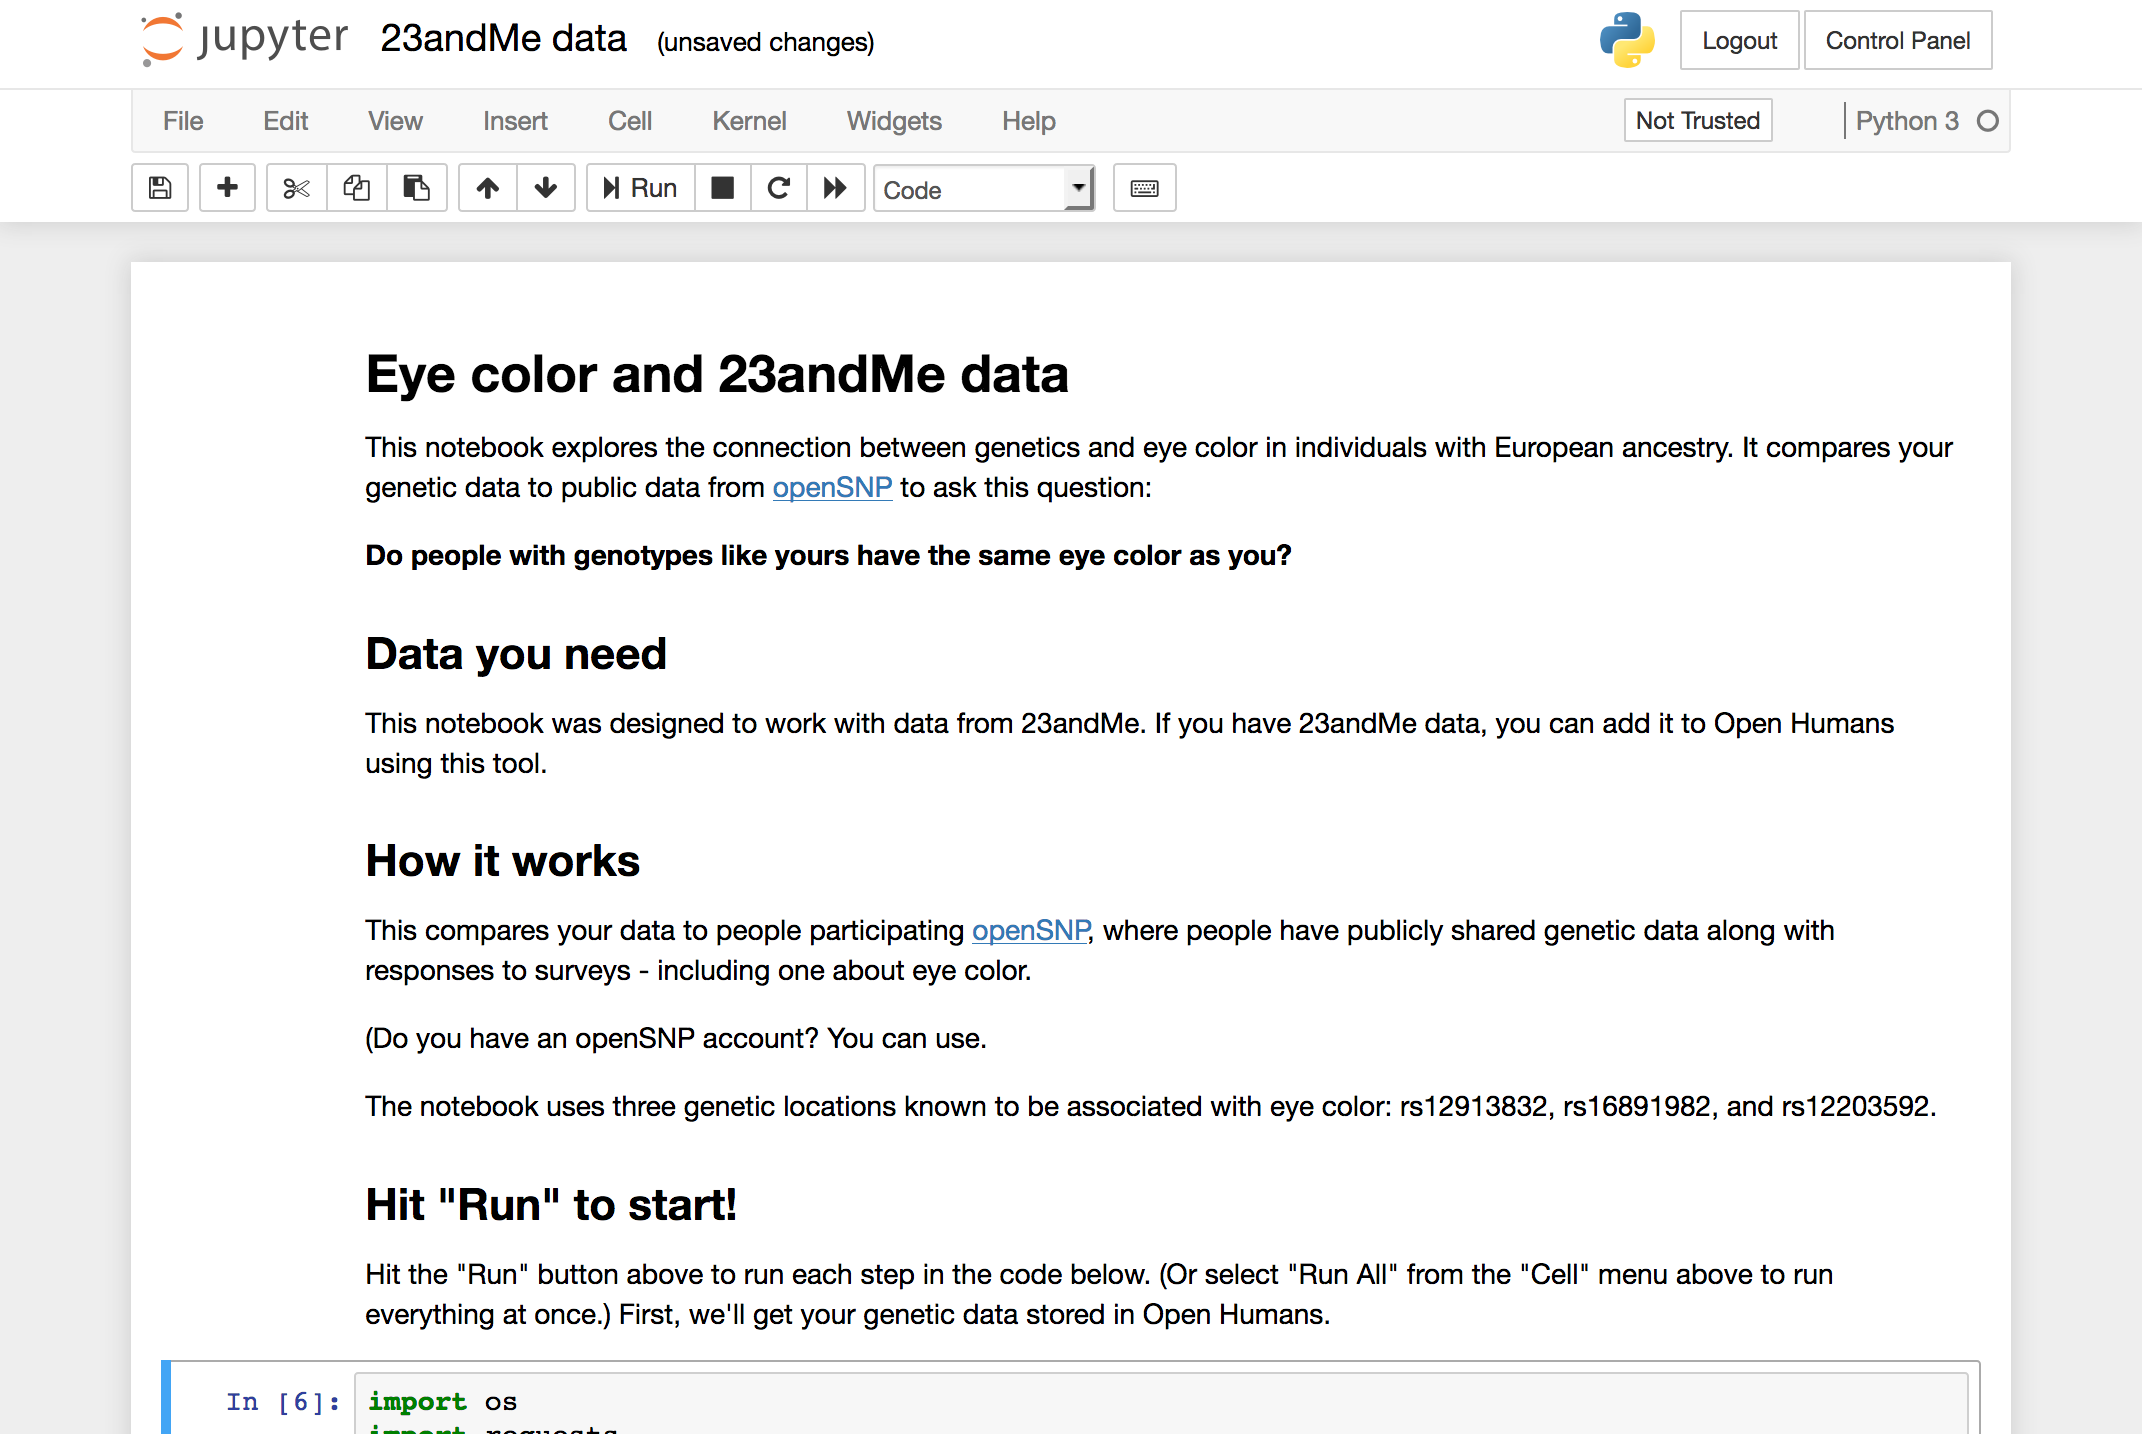 jupyter 23andMe data (unsaved changes) Logout Control Panel
File Edit View Insert Cell Kernel Widgets Help Not Trusted Python 3
Run Code
Eye color and 23andMe data
This notebook explores the connection between genetics and eye color in individuals with European ancestry. It compares your
genetic data to public data from openSNP to ask this question:
Do people with genotypes like yours have the same eye color as you?
Data you need
This notebook was designed to work with data from 23andMe. If you have 23andMe data, you can add it to Open Humans
using this tool.
How it works
This compares your data to people participating openSNP, where people have publicly shared genetic data along with
responses to surveys - including one about eye color.
(Do you have an openSNP account? You can use.
The notebook uses three genetic locations known to be associated with eye color: rs12913832, rs16891982, and rs12203592.
Hit "Run" to start!
Hit the "Run" button above to run each step in the code below. (Or select "Run All" from the "Cell" menu above to run
everything at once.) First, we'll get your genetic data stored in Open Humans.
In [6]: import os
import requests